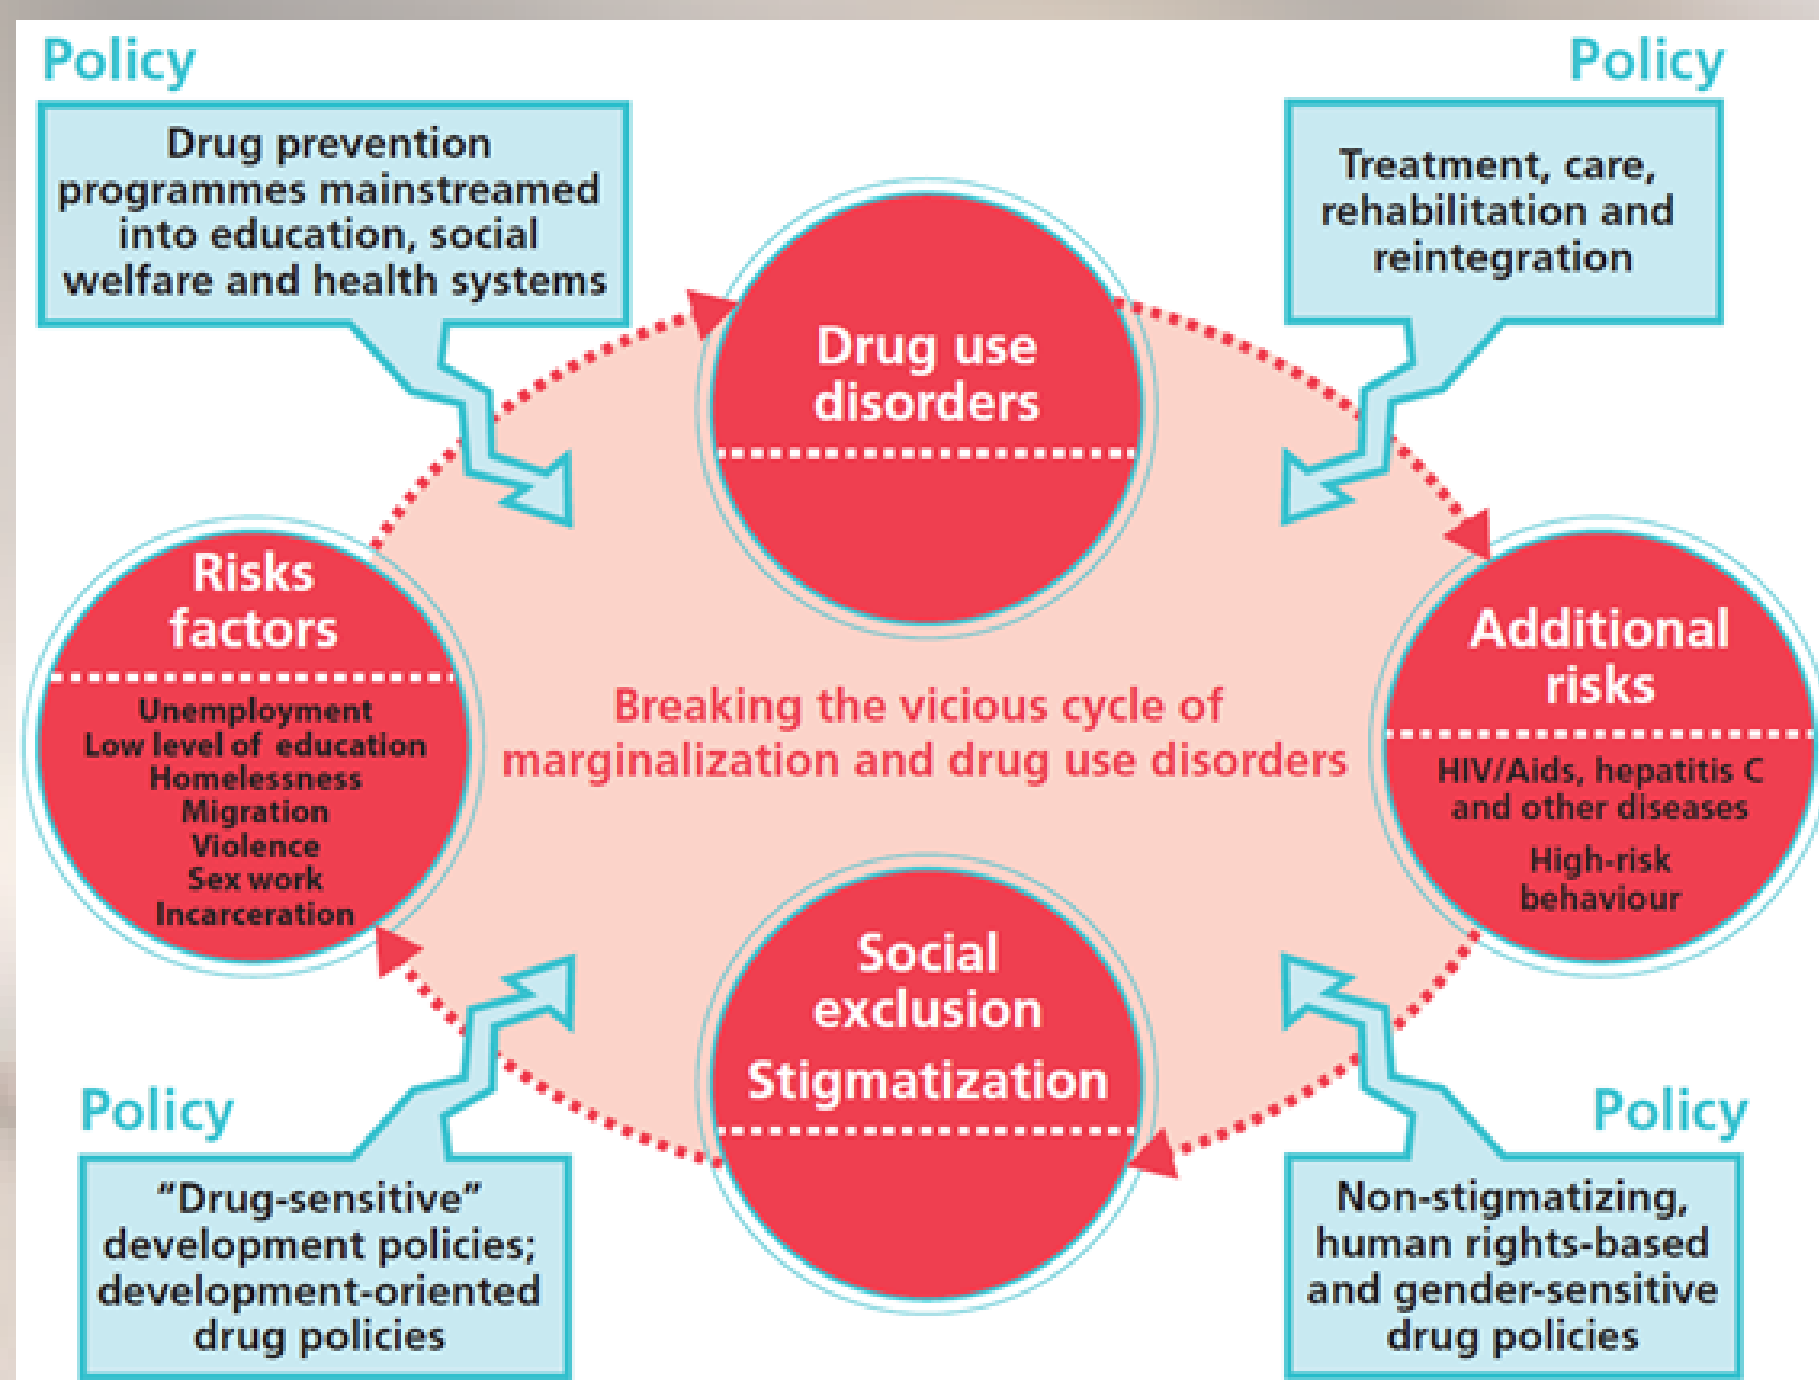 Policy
Drug prevention
programmes mainstreamed
into education, social
welfare and health systems
Policy
Treatment, care,
rehabilitation and
reintegration
Drug use
disorders
Risks
factors
Unemployment
Low level of education
Homelessness
Migration
Violence
Sex work
Incarceration
Breaking the vicious cycle of
marginalization and drug use disorders
Additional
risks
HIV/Aids, hepatitis C
and other diseases
High-risk
behaviour
Social
exclusion
Stigmatization
Policy
“Drug-sensitive”
development policies;
development-oriented
drug policies
Policy
Non-stigmatizing,
human rights-based
and gender-sensitive
drug policies